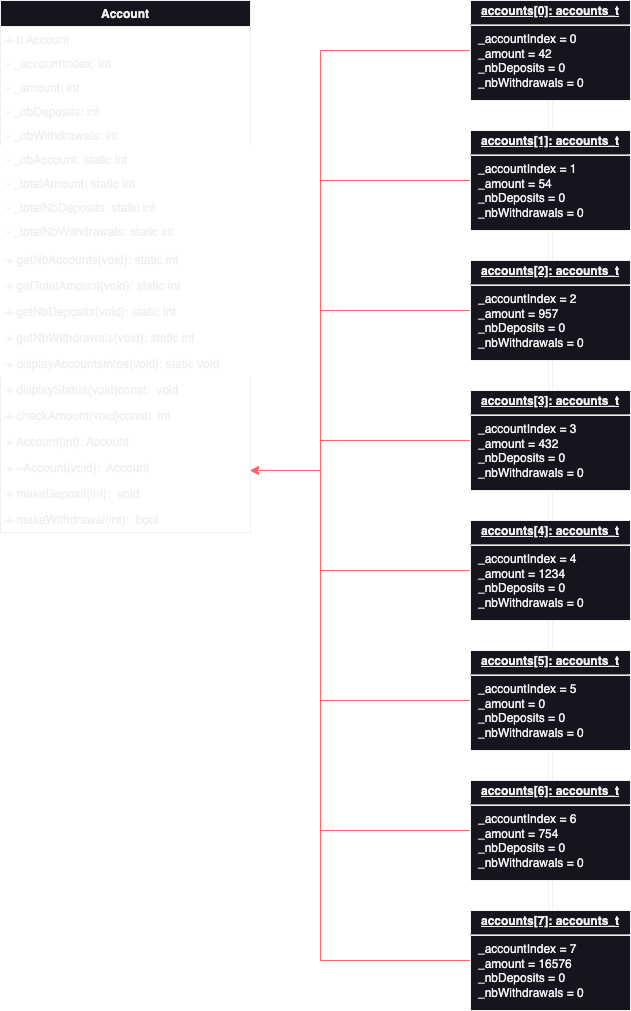 Account
+ t: Account
- _accountIndex: int
- _amount: int
- _nbDeposits: int
- _nbWithdrawals: int
- _nbAccount: static int
- _totalAmount: static int
- _totalNbDeposits: static int
- _totalNbWithdrawals: static int
+ getNbAccounts(void): static int
+ getTotalAmount(void): static int
+ getNbDeposits(void): static int
+ getNbWithdrawals(void): static int
+ displayAccountsInfos(void): static void
+ displayStatus(void)const: void
+ checkAmount(void)const: int
+ Account(int): Account
+ ~Account(void): Account
+ makeDeposit(int): void
+ makeWithdrawal(int): bool
accounts[0]: accounts_t
_accountIndex = 0
_amount = 42
_nbDeposits = 0
_nbWithdrawals = 0
accounts[1]: accounts_t
_accountIndex = 1
_amount = 54
_nbDeposits = 0
_nbWithdrawals = 0
accounts[2]: accounts_t
_accountIndex = 2
_amount = 957
_nbDeposits = 0
_nbWithdrawals = 0
accounts[3]: accounts_t
_accountIndex = 3
_amount = 432
_nbDeposits = 0
_nbWithdrawals = 0
accounts[4]: accounts_t
_accountIndex = 4
_amount = 1234
_nbDeposits = 0
_nbWithdrawals = 0
accounts[5]: accounts_t
_accountIndex = 5
_amount = 0
_nbDeposits = 0
_nbWithdrawals = 0
accounts[6]: accounts_t
_accountIndex = 6
_amount = 754
_nbDeposits = 0
_nbWithdrawals = 0
accounts[7]: accounts_t
_accountIndex = 7
_amount = 16576
_nbDeposits = 0
_nbWithdrawals = 0